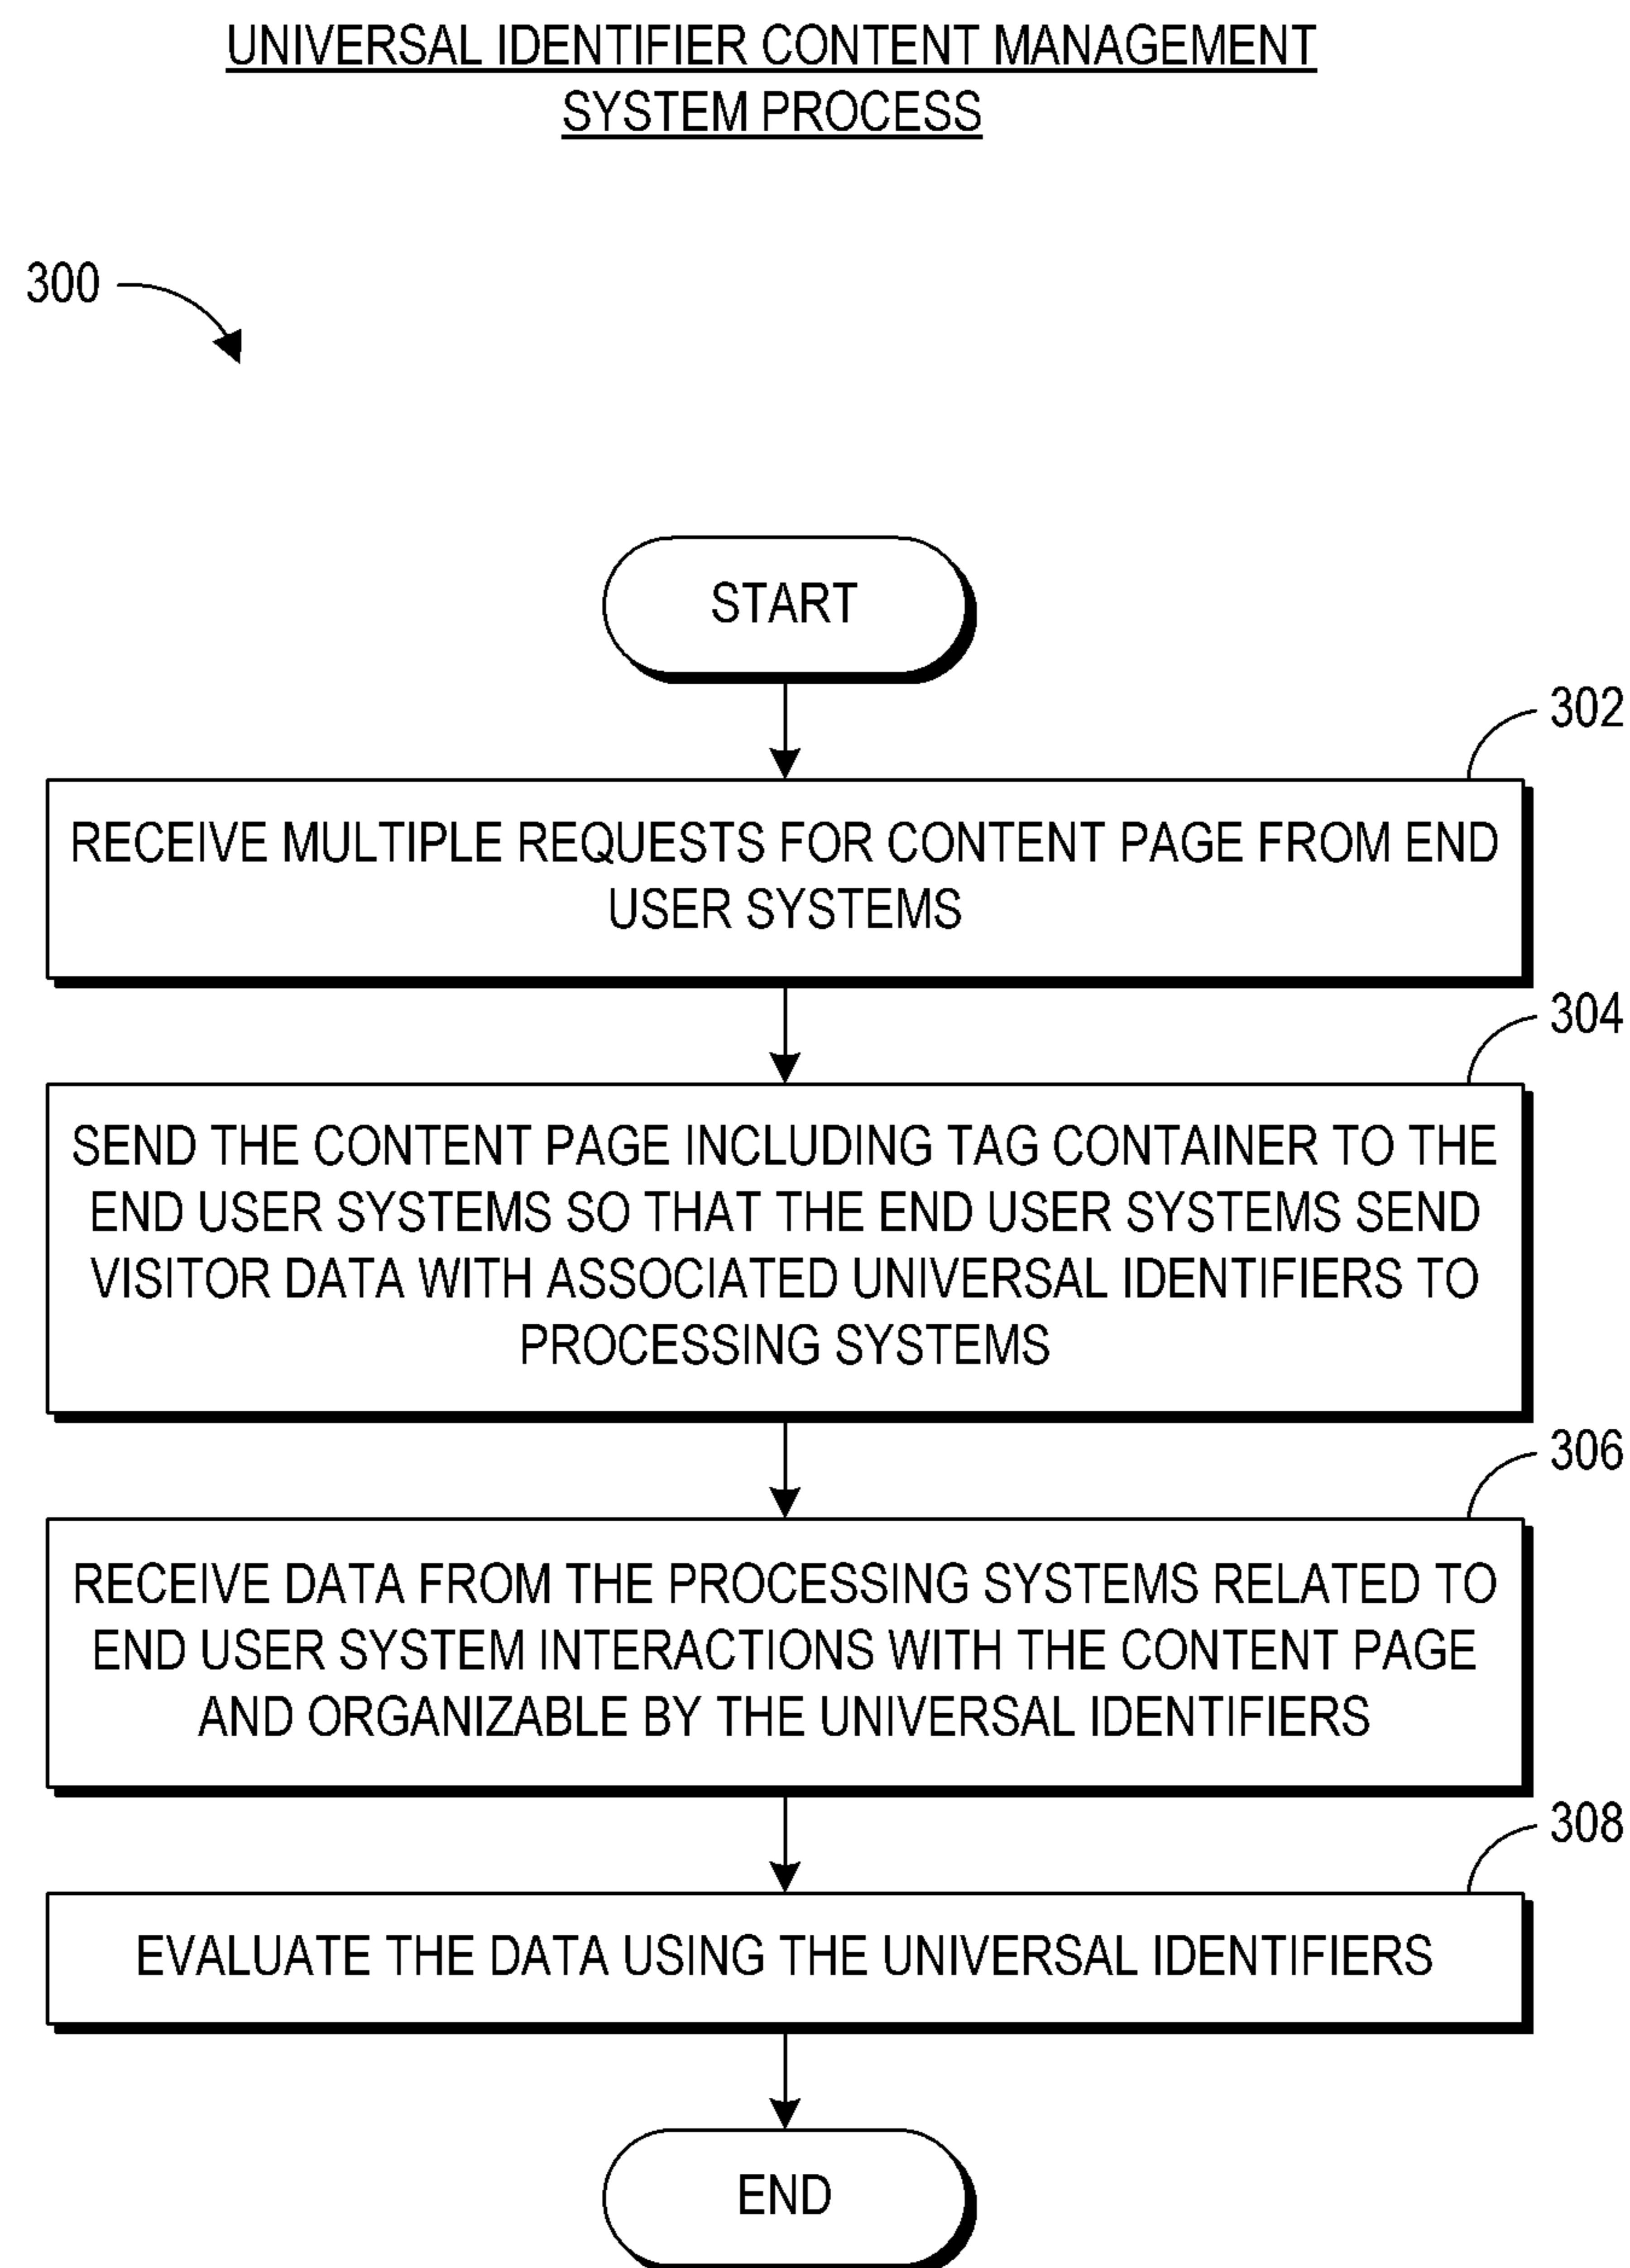 UNIVERSAL IDENTIFIER CONTENT MANAGEMENT
SYSTEM PROCESS
300
START
302
RECEIVE MULTIPLE REQUESTS FOR CONTENT PAGE FROM END
USER SYSTEMS
304
SEND THE CONTENT PAGE INCLUDING TAG CONTAINER TO THE
END USER SYSTEMS SO THAT THE END USER SYSTEMS SEND
VISITOR DATA WITH ASSOCIATED UNIVERSAL IDENTIFIERS TO
PROCESSING SYSTEMS
306
RECEIVE DATA FROM THE PROCESSING SYSTEMS RELATED TO
END USER SYSTEM INTERACTIONS WITH THE CONTENT PAGE
AND ORGANIZABLE BY THE UNIVERSAL IDENTIFIERS
308
EVALUATE THE DATA USING THE UNIVERSAL IDENTIFIERS
END